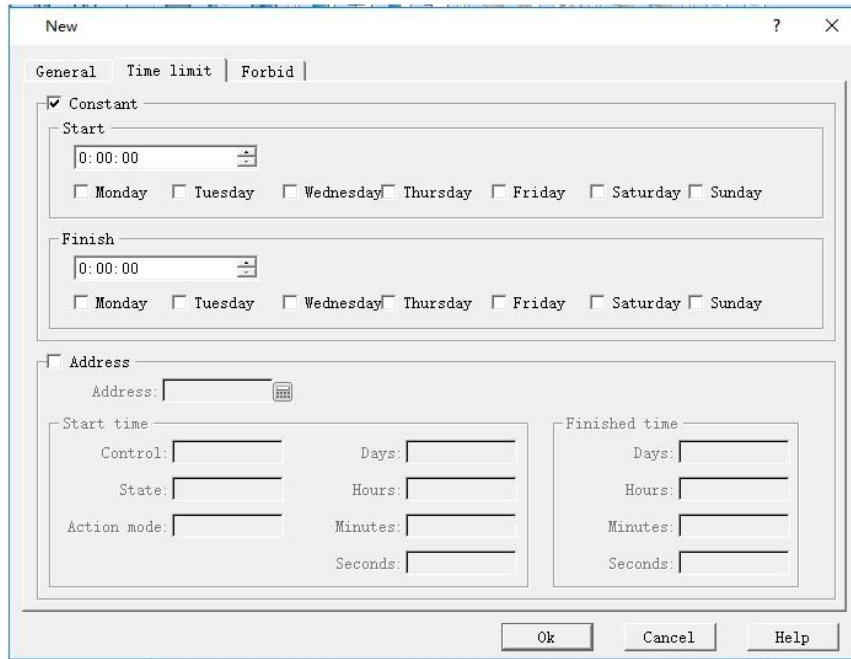 New
General Time limit Forbid
Constant
Start
0:00:00
Monday Tuesday Wednesday Thursday Friday Saturday Sunday
Finish
0:00:00
Monday Tuesday Wednesday Thursday Friday Saturday Sunday
Address
Address:
Start time Finished time
Control: Days: Days:
State: Hours: Hours:
Action mode: Minutes: Minutes:
Seconds: Seconds:
Ok Cancel Help